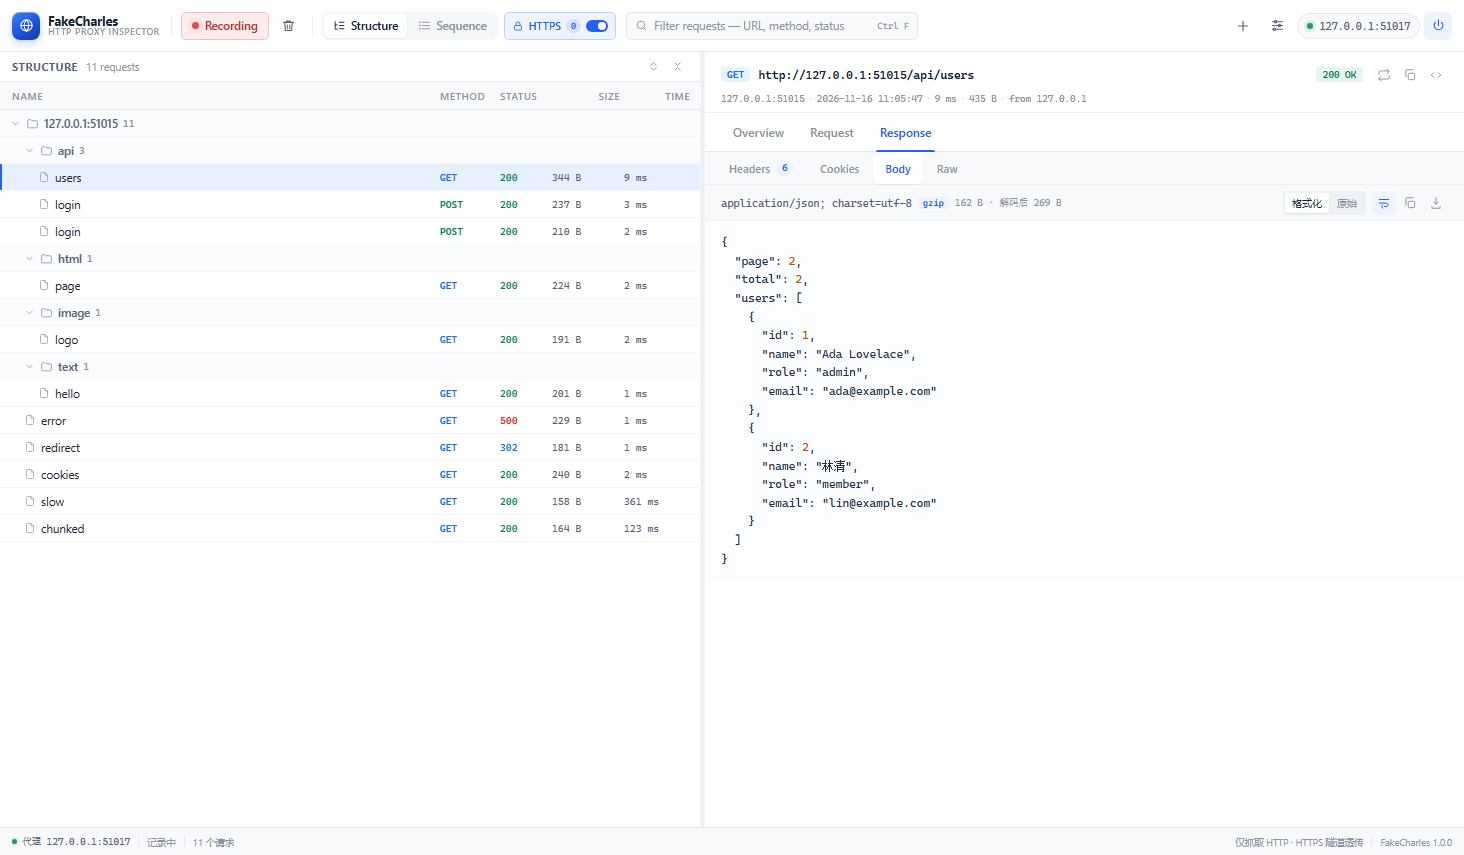 FakeCharles
HTTP PROXY INSPECTOR
Recording
Structure
Sequence
HTTPS 0
Filter requests — URL, method, status Ctrl F
127.0.0.1:51017
STRUCTURE 11 requests
NAME METHOD STATUS SIZE TIME
127.0.0.1:51015 11
api 3
users GET 200 344 B 9 ms
login POST 200 237 B 3 ms
login POST 200 210 B 2 ms
html 1
page GET 200 224 B 2 ms
image 1
logo GET 200 191 B 2 ms
text 1
hello GET 200 201 B 1 ms
error GET 500 229 B 1 ms
redirect GET 302 181 B 1 ms
cookies GET 200 240 B 2 ms
slow GET 200 158 B 361 ms
chunked GET 200 164 B 123 ms
GET http://127.0.0.1:51015/api/users 200 OK
127.0.0.1:51015 · 2026-11-16 11:05:47 · 9 ms · 435 B · from 127.0.0.1
Overview Request Response
Headers 6 Cookies Body Raw
application/json; charset=utf-8 gzip 162 B · 解码后 269 B 格式化 原始
{
"page": 2,
"total": 2,
"users": [
{
"id": 1,
"name": "Ada Lovelace",
"role": "admin",
"email": "ada@example.com"
},
{
"id": 2,
"name": "林清",
"role": "member",
"email": "lin@example.com"
}
]
}
代理 127.0.0.1:51017 记录中 11 个请求
仅抓取 HTTP · HTTPS 隧道透传 FakeCharles 1.0.0